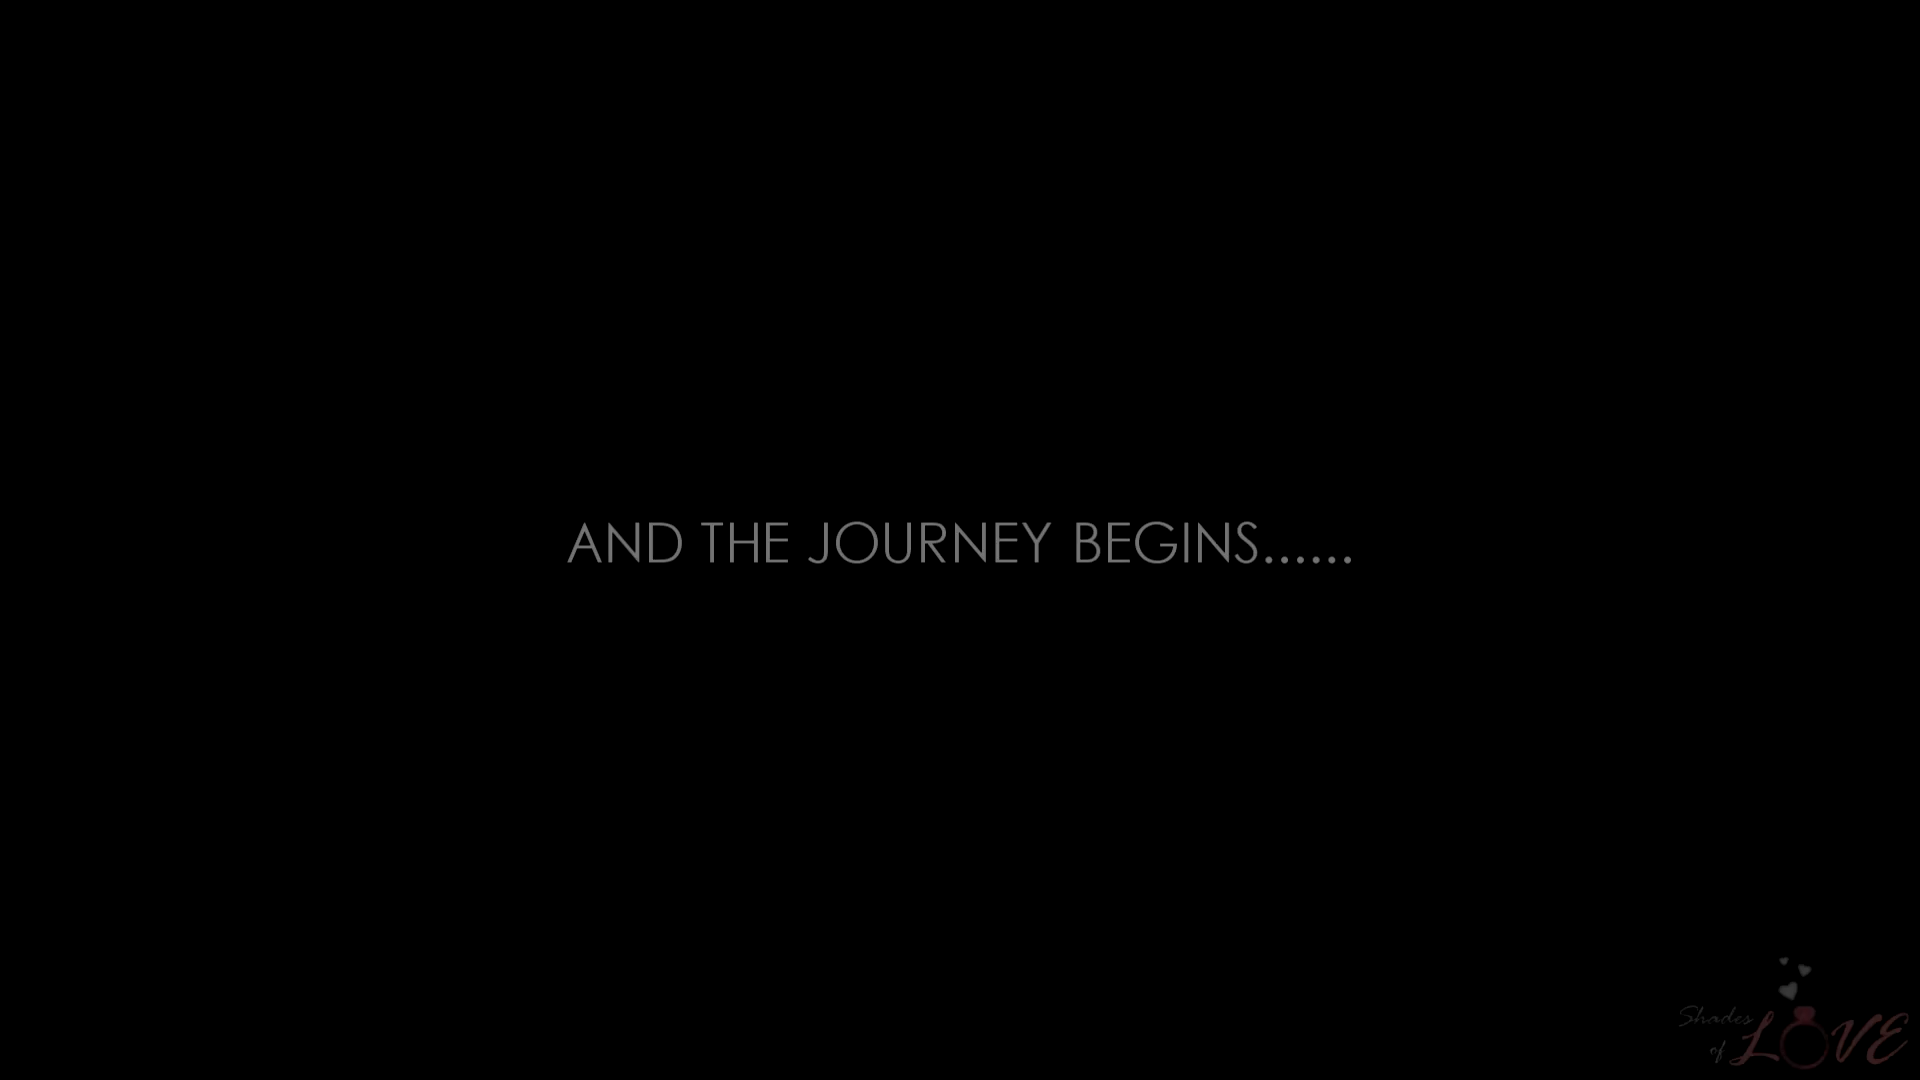 AND THE JOURNEY BEGINS......
Shades
of LOVE